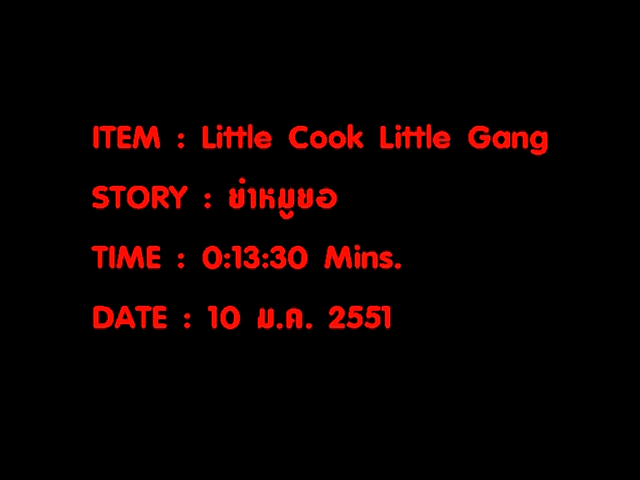 ITEM : Little Cook Little Gang
STORY : ยำหมูยอ
TIME : 0:13:30 Mins.
DATE : 10 ม.ค. 2551